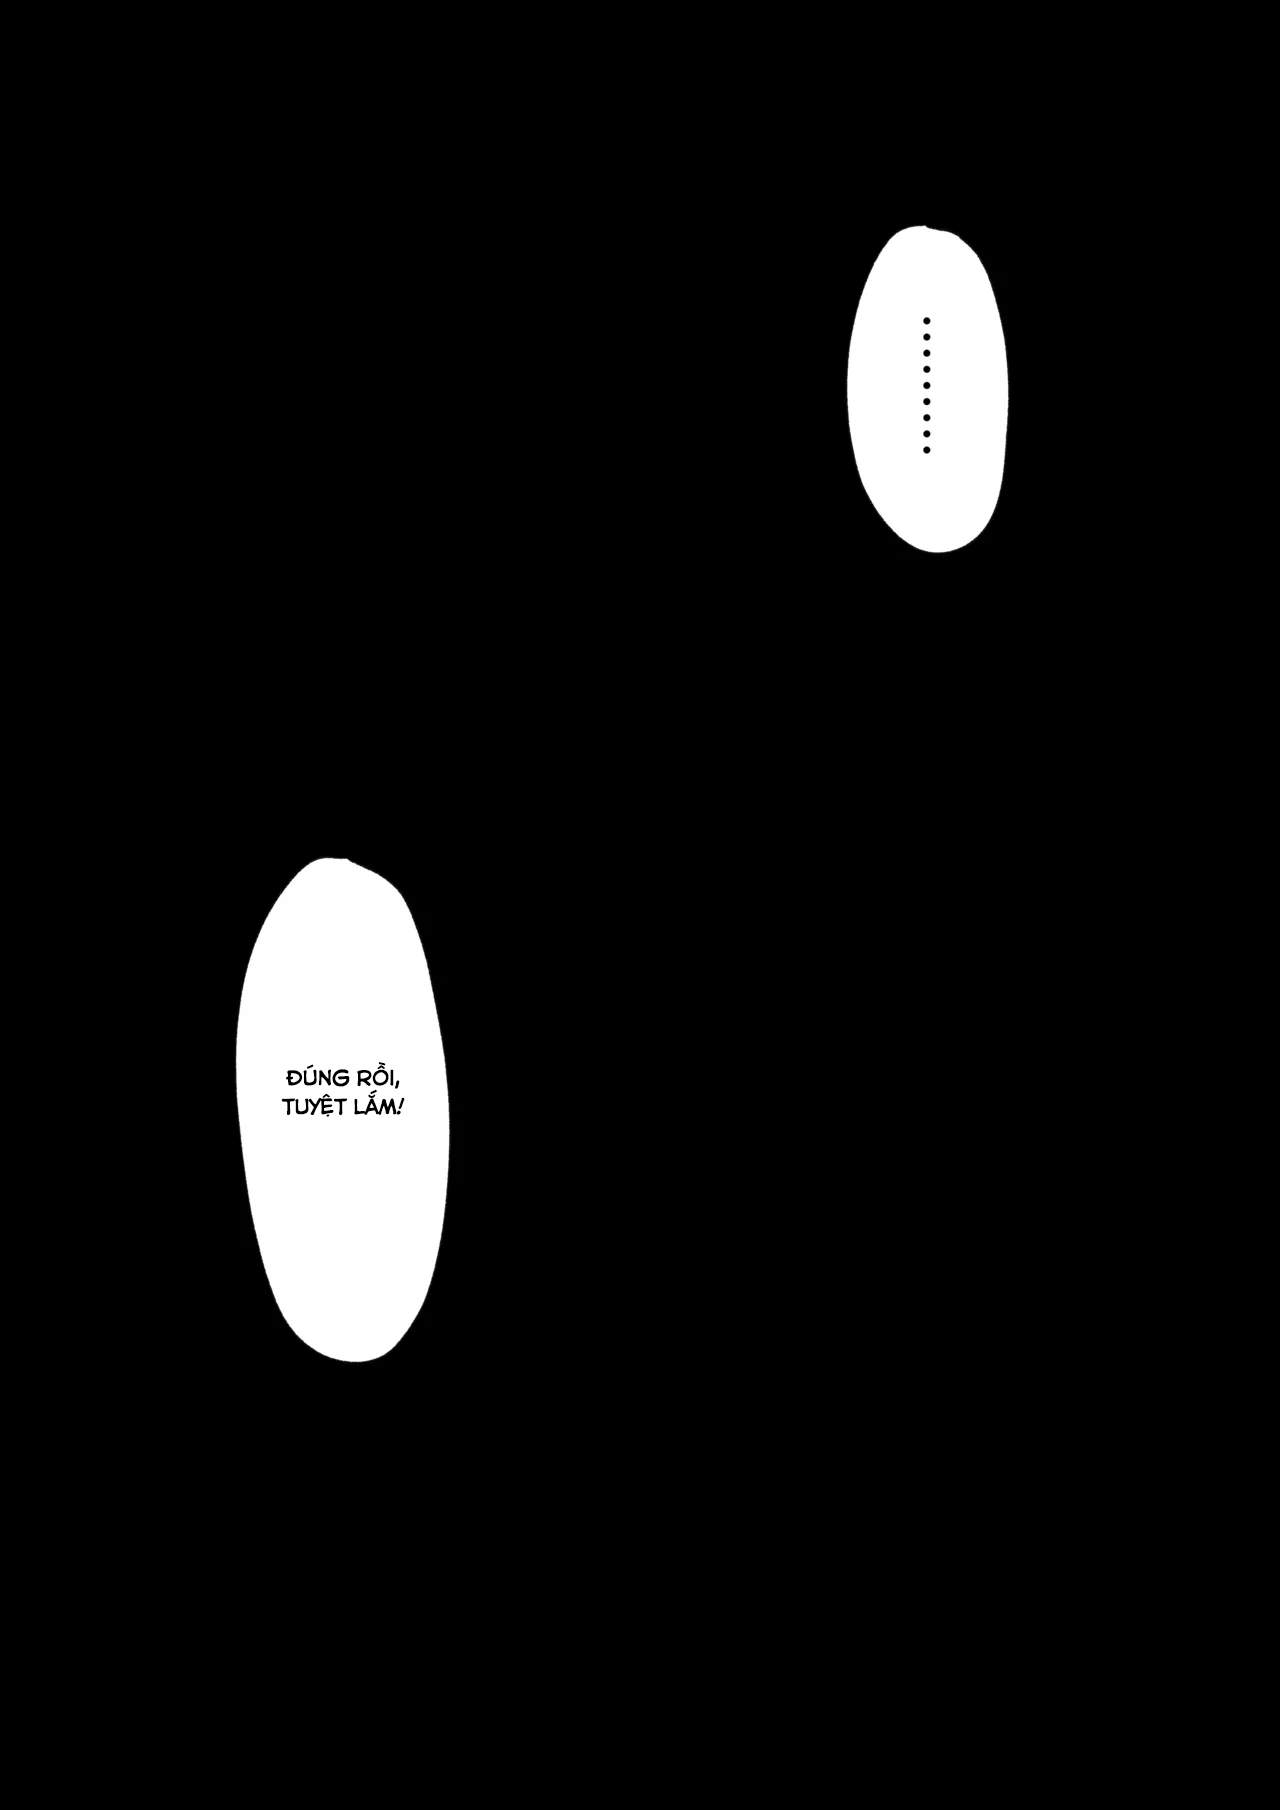 .........
ĐÚNG RỒI,
TUYỆT LẮM!